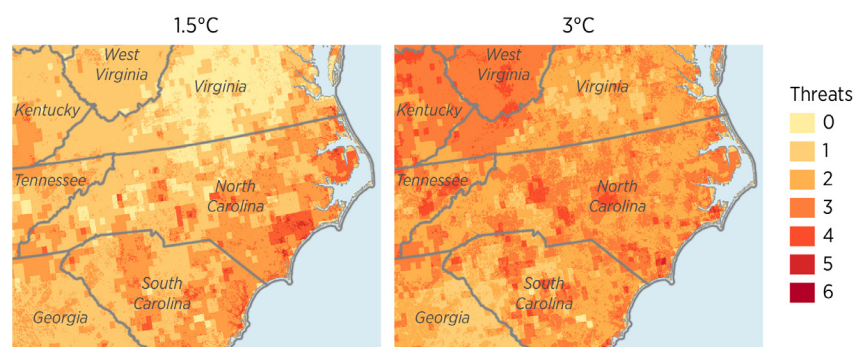 1.5°C
3°C
West
Virginia
Virginia
Kentucky
Tennessee
North
Carolina
South
Carolina
Georgia
West
Virginia
Virginia
Kentucky
Tennessee
North
Carolina
South
Carolina
Georgia
Threats
0
1
2
3
4
5
6